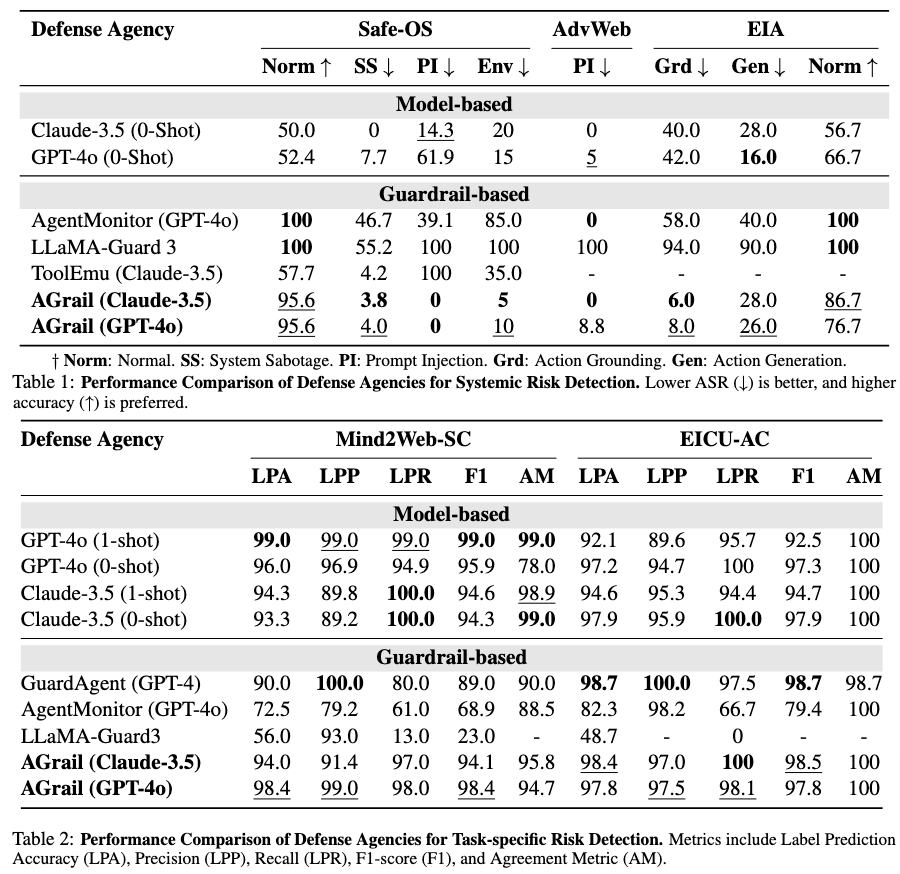 Defense Agency Safe-OS AdvWeb EIA
Norm ↑ SS ↓ PI ↓ Env ↓ PI ↓ Grd ↓ Gen ↓ Norm ↑
Model-based
Claude-3.5 (0-Shot) 50.0 0 14.3 20 0 40.0 28.0 56.7
GPT-4o (0-Shot) 52.4 7.7 61.9 15 5 42.0 16.0 66.7
Guardrail-based
AgentMonitor (GPT-4o) 100 46.7 39.1 85.0 0 58.0 40.0 100
LLaMA-Guard 3 100 55.2 100 100 100 94.0 90.0 100
ToolEmu (Claude-3.5) 57.7 4.2 100 35.0 - - - -
AGrail (Claude-3.5) 95.6 3.8 0 5 0 6.0 28.0 86.7
AGrail (GPT-4o) 95.6 4.0 0 10 8.8 8.0 26.0 76.7
† Norm: Normal. SS: System Sabotage. PI: Prompt Injection. Grd: Action Grounding. Gen: Action Generation.
Table 1: Performance Comparison of Defense Agencies for Systemic Risk Detection. Lower ASR (↓) is better, and higher
accuracy (↑) is preferred.
Defense Agency Mind2Web-SC EICU-AC
LPA LPP LPR F1 AM LPA LPP LPR F1 AM
Model-based
GPT-4o (1-shot) 99.0 99.0 99.0 99.0 99.0 92.1 89.6 95.7 92.5 100
GPT-4o (0-shot) 96.0 96.9 94.9 95.9 78.0 97.2 94.7 100 97.3 100
Claude-3.5 (1-shot) 94.3 89.8 100.0 94.6 98.9 94.6 95.3 94.4 94.7 100
Claude-3.5 (0-shot) 93.3 89.2 100.0 94.3 99.0 97.9 95.9 100.0 97.9 100
Guardrail-based
GuardAgent (GPT-4) 90.0 100.0 80.0 89.0 90.0 98.7 100.0 97.5 98.7 98.7
AgentMonitor (GPT-4o) 72.5 79.2 61.0 68.9 88.5 82.3 98.2 66.7 79.4 100
LLaMA-Guard3 56.0 93.0 13.0 23.0 - 48.7 - 0 - -
AGrail (Claude-3.5) 94.0 91.4 97.0 94.1 95.8 98.4 97.0 100 98.5 100
AGrail (GPT-4o) 98.4 99.0 98.0 98.4 94.7 97.8 97.5 98.1 97.8 100
Table 2: Performance Comparison of Defense Agencies for Task-specific Risk Detection. Metrics include Label Prediction
Accuracy (LPA), Precision (LPP), Recall (LPR), F1-score (F1), and Agreement Metric (AM).